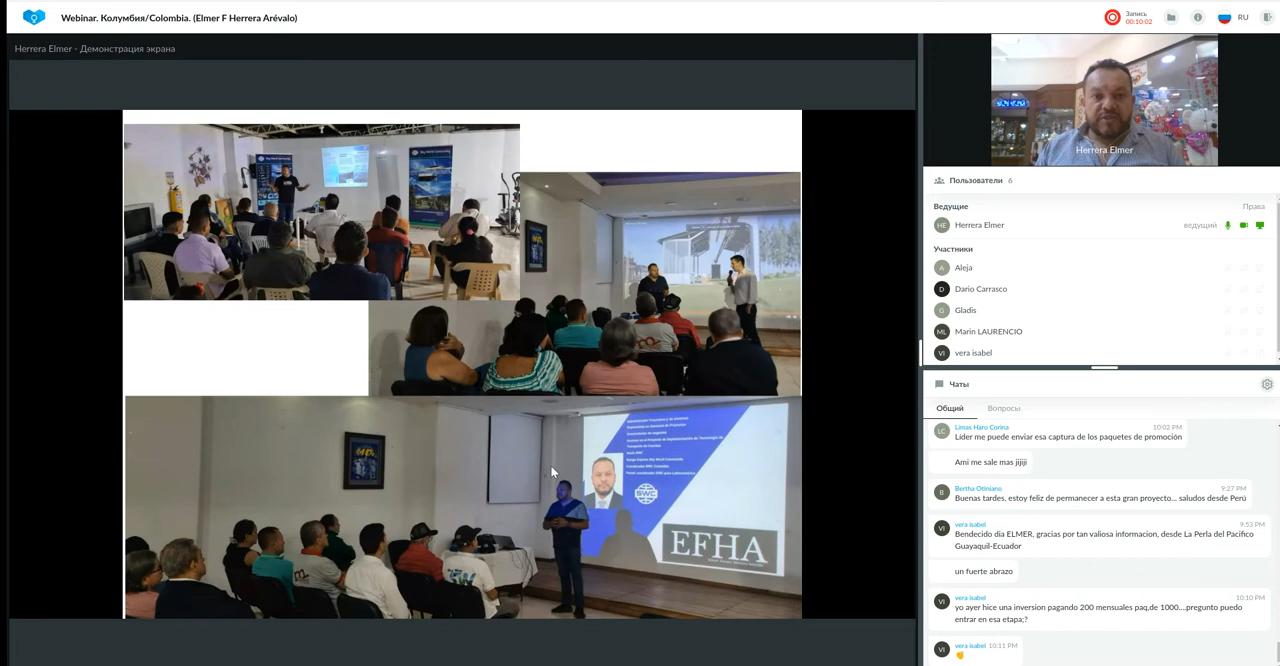 Webinar. Колумбия/Colombia. (Elmer F Herrera Arévalo)
Запись
00:10:02
RU
Herrera Elmer - Демонстрация экрана
Herrera Elmer
Пользователи 6
Ведущие
Права
HE Herrera Elmer ведущий
Участники
A Aleja
D Dario Carrasco
G Gladis
ML Marin LAURENCIO
VI vera isabel
Чаты
Общий Вопросы
LC Limas Haro Corina 10:02 PM
Líder me puede enviar esa captura de los paquetes de promoción
Ami me sale mas jijiji
B Bertha Otiniano 9:27 PM
Buenas tardes, estoy feliz de permanecer a esta gran proyecto... saludos desde Perú
VI vera isabel 9:53 PM
Bendecido dia ELMER, gracias por tan valiosa informacion, desde La Perla del Pacifico
Guayaquil-Ecuador
un fuerte abrazo
VI vera isabel 10:10 PM
yo ayer hice una inversion pagando 200 mensuales paq,de 1000....pregunto puedo
entrar en esa etapa;?
VI vera isabel 10:11 PM
SWC
EFHA